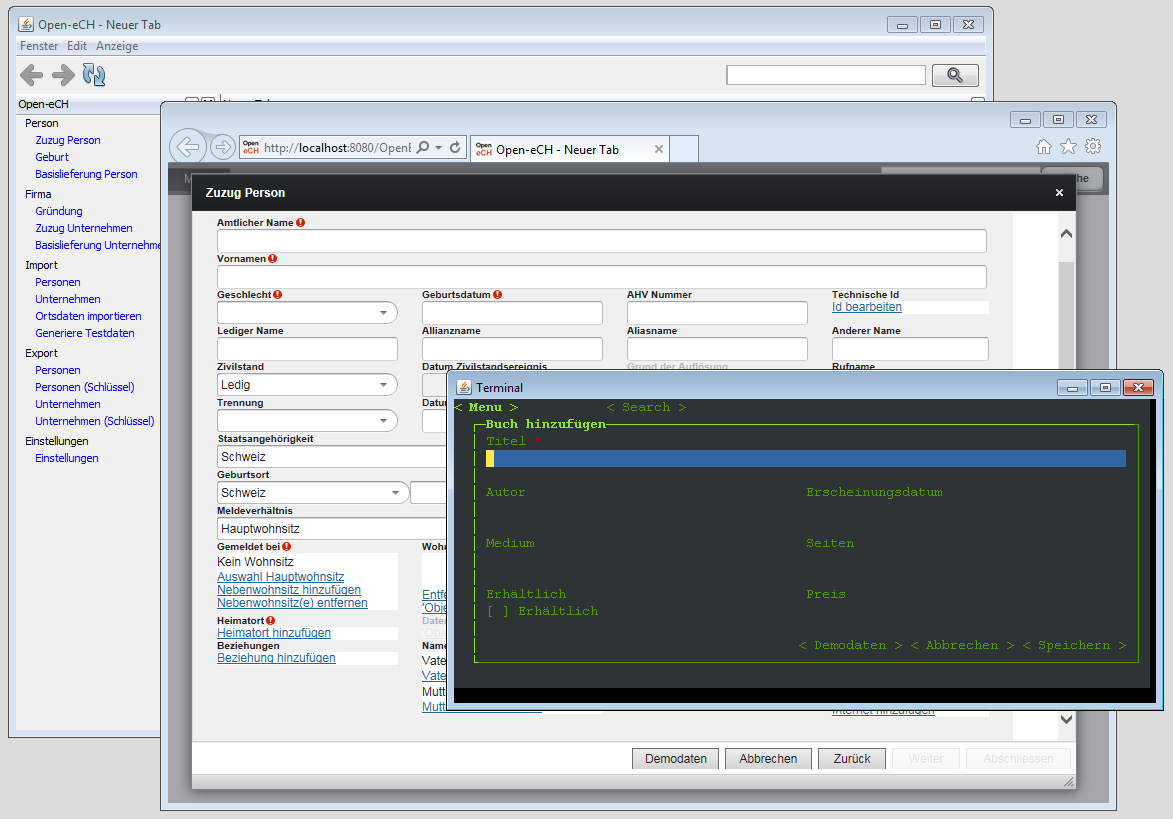 Open-eCH - Neuer Tab
Fenster Edit Anzeige
Open-eCH
Person
Zuzug Person
Geburt
Basislieferung Person
Firma
Gründung
Zuzug Unternehmen
Basislieferung Unternehme
Import
Personen
Unternehmen
Ortsdaten importieren
Generiere Testdaten
Export
Personen
Personen (Schlüssel)
Unternehmen
Unternehmen (Schlüssel)
Einstellungen
Einstellungen
Open eCH http://localhost:8080/OpenE
Open eCH Open-eCH - Neuer Tab
Zuzug Person
Amtlicher Name
Vornamen
Geschlecht Geburtsdatum AHV Nummer Technische Id
Id bearbeiten
Lediger Name Allianzname Aliasname Anderer Name
Zivilstand Datum Zivilstandsereignis Grund der Auflösung Rufname
Ledig
Trennung Datu
Staatsangehörigkeit
Schweiz
Geburtsort
Schweiz
Meldeverhältnis
Hauptwohnsitz
Gemeldet bei Wohn
Kein Wohnsitz
Auswahl Hauptwohnsitz
Nebenwohnsitz hinzufügen Entfe
Nebenwohnsitz(e) entfernen 'Obje
Heimatort Daten
Heimatort hinzufügen 'Obj
Beziehungen Name
Beziehung hinzufügen Vate
Vate
Mutt
Mutt
Internet hinzufügen
Demodaten Abbrechen Zurück Weiter Abschliessen
Terminal
< Menu > < Search >
Buch hinzufügen
Titel *
Autor Erscheinungsdatum
Medium Seiten
Erhältlich Preis
[ ] Erhältlich
< Demodaten > < Abbrechen > < Speichern >